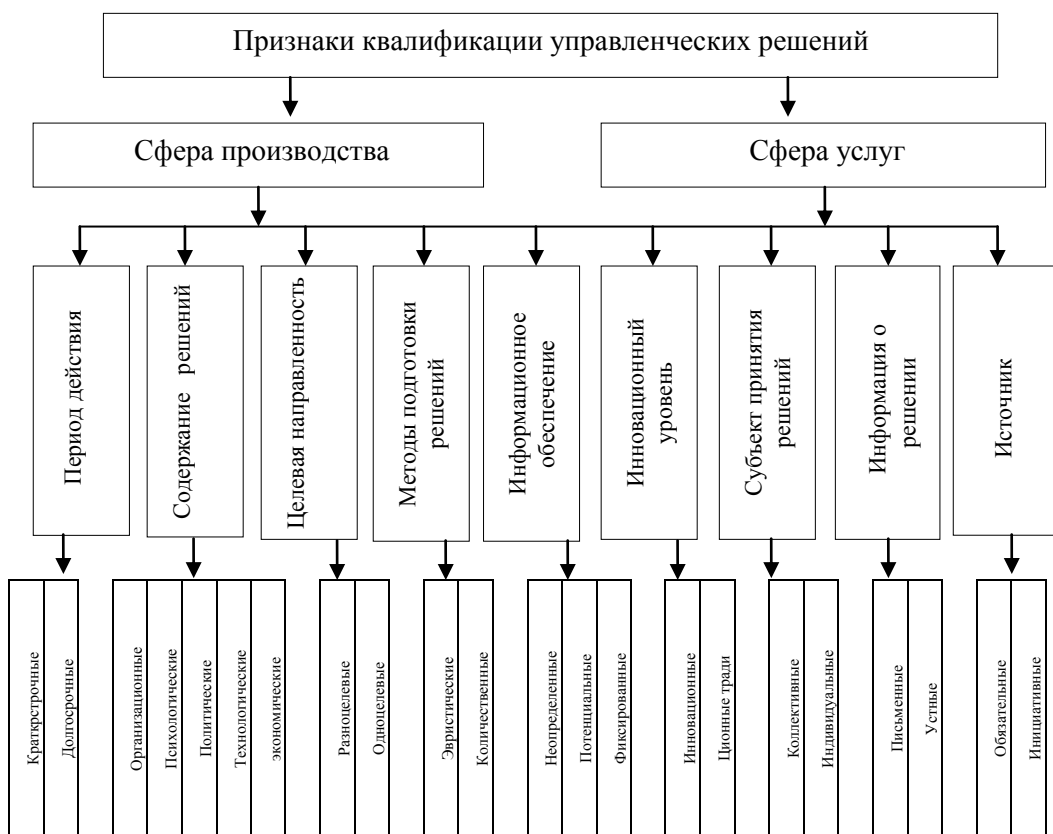 Признаки квалификации управленческих решений
Сфера производства
Сфера услуг
Период действия
Содержание решений
Целевая направленность
Методы подготовки
решений
Информационное
обеспечение
Инновационный
уровень
Субъект принятия
решений
Информация о
решении
Источник
Краткрстрочные
Долгосрочные
Организационные
Психологические
Политические
Технологические
экономические
Разноцелевые
Одноцелевые
Эвристические
Количественные
Неопределенные
Потенциальные
Фиксированные
Инновационные
Ционные тради
Коллективные
Индивидуальные
Письменные
Устные
Обязательные
Инициативные